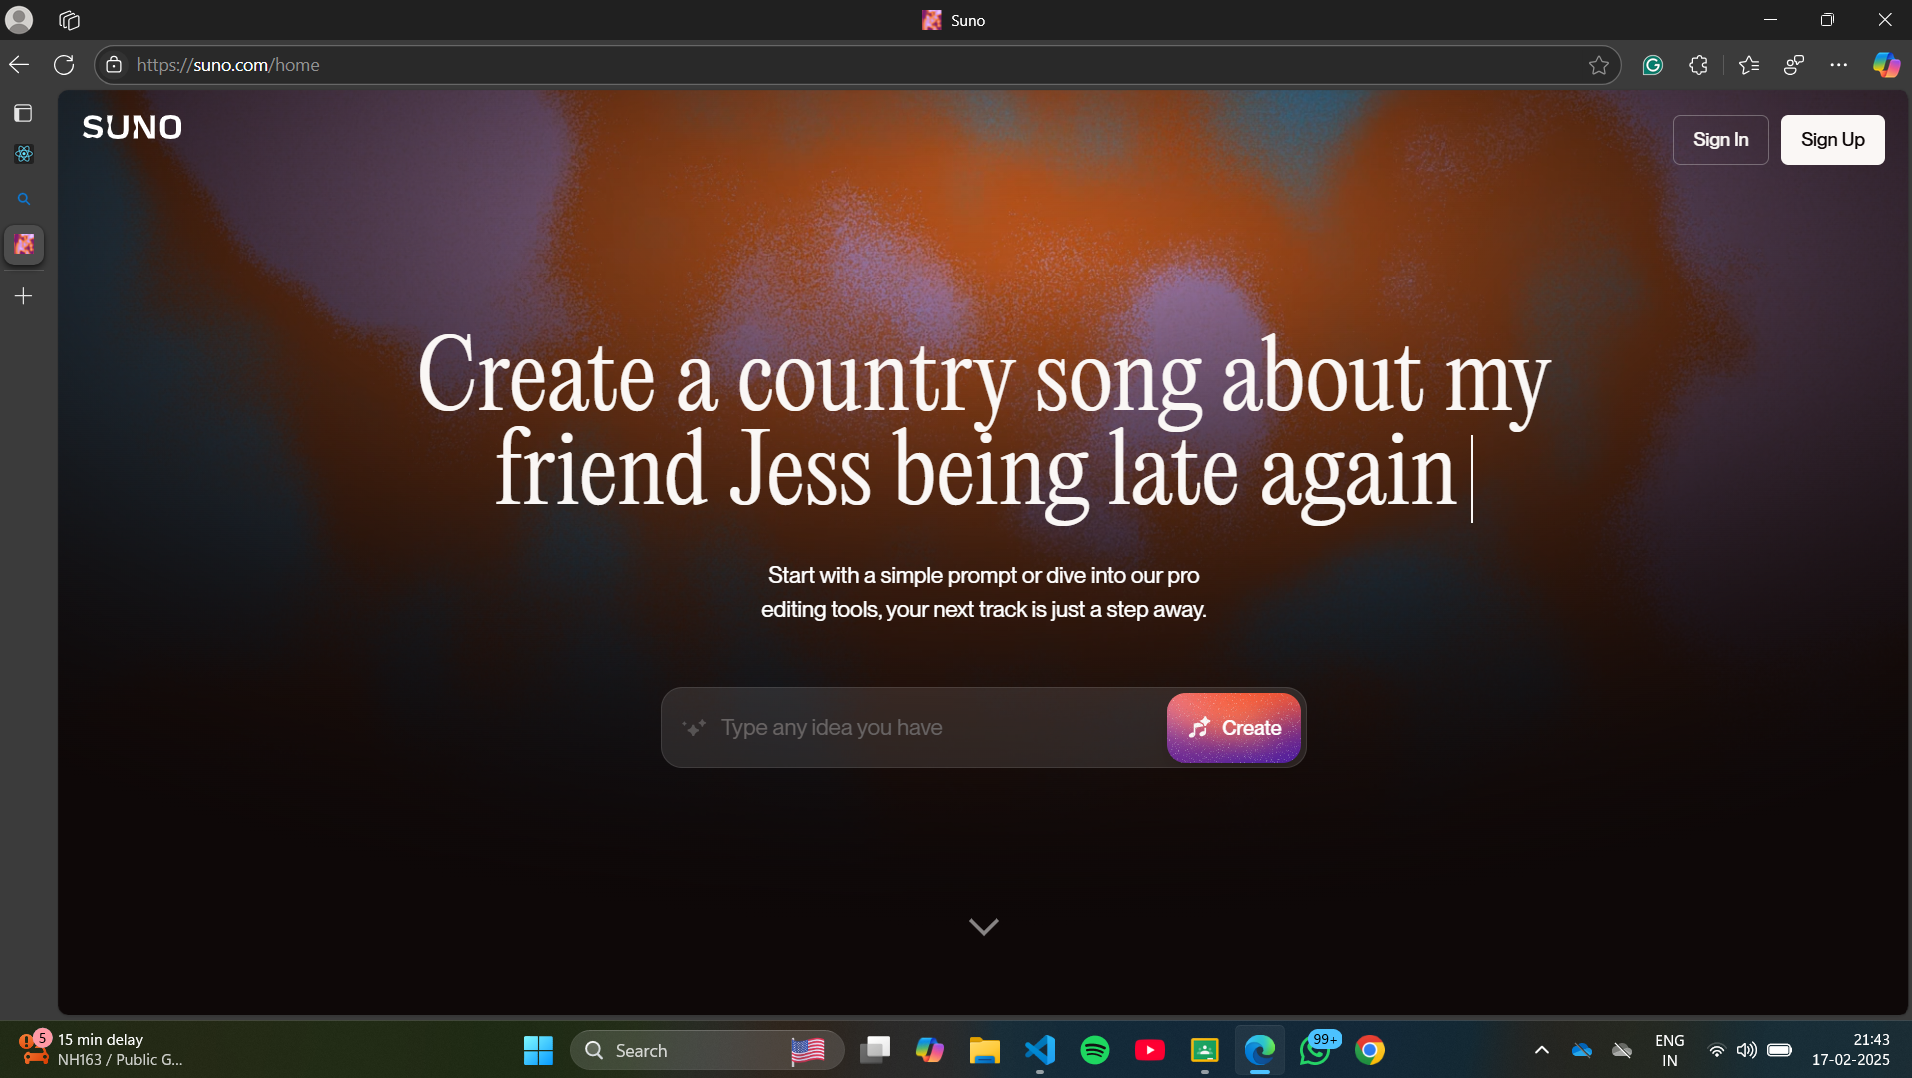 Suno
https://suno.com/home
SUNO
Sign In
Sign Up
Create a country song about my
friend Jess being late again
Start with a simple prompt or dive into our pro
editing tools, your next track is just a step away.
Type any idea you have
Create
5
15 min delay
NH163 / Public G...
Search
99+
ENG
IN
21:43
17-02-2025